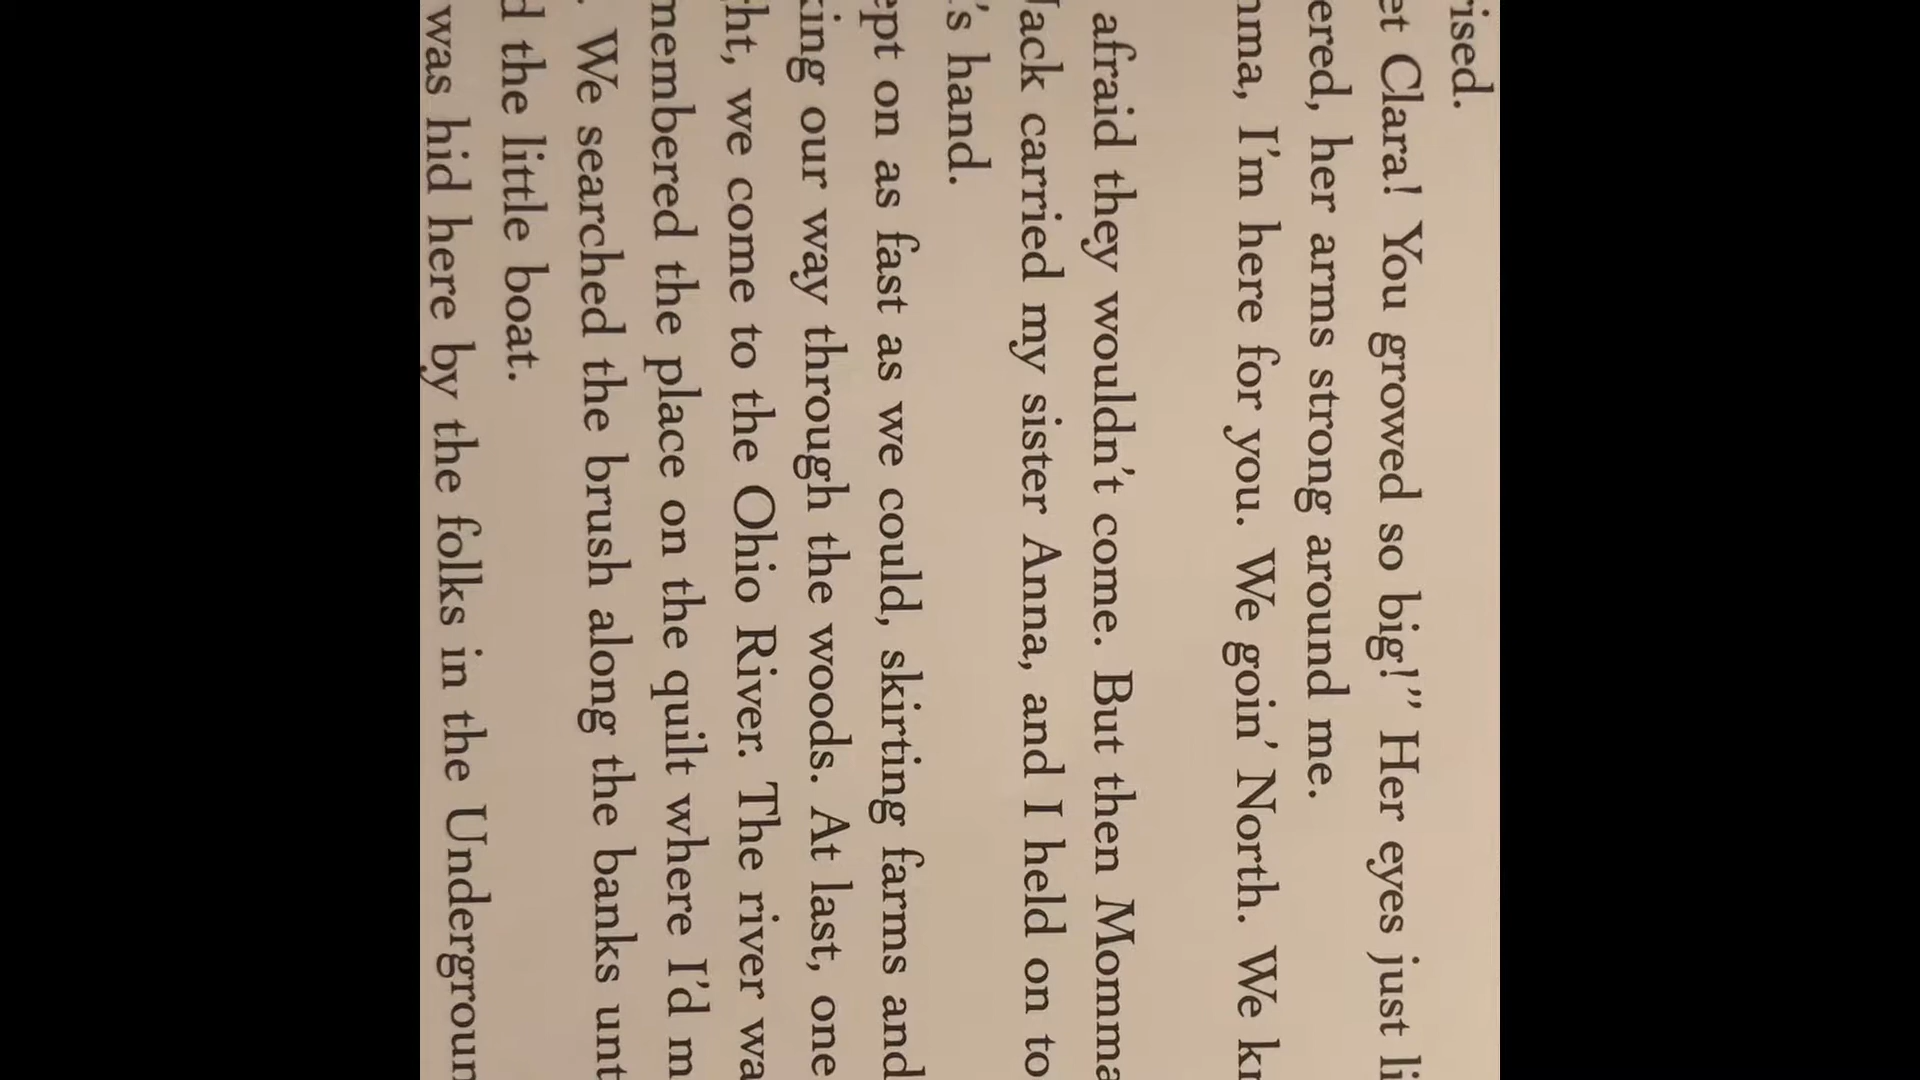 rised.
et Clara! You growed so big!” Her eyes just li
ered, her arms strong around me.
nma, I’m here for you. We goin’ North. We kn
afraid they wouldn’t come. But then Momma
Jack carried my sister Anna, and I held on to
’s hand.
ept on as fast as we could, skirting farms and
king our way through the woods. At last, one
ht, we come to the Ohio River. The river wa
membered the place on the quilt where I’d m
. We searched the brush along the banks unt
d the little boat.
was hid here by the folks in the Undergroun